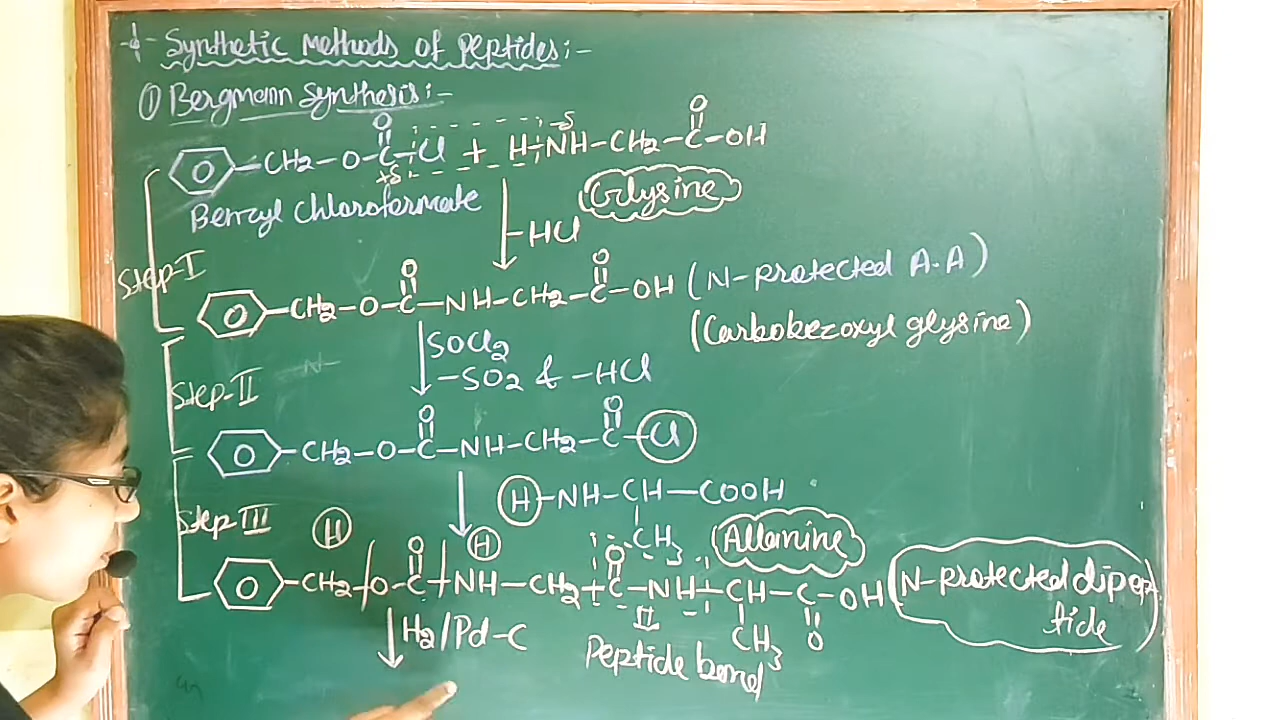 Synthetic Methods of Peptides:-
① Bergmann Synthesis:-
CH2-O-C(=O)-Cl + H-NH-CH2-C(=O)-OH
+δ -δ
Benzyl Chloroformate
Glysine
-HCl
Step-I
CH2-O-C(=O)-NH-CH2-C(=O)-OH (N-protected A.A)
(Carbobezoxyl glysine)
SOCl2
-SO2 & -HCl
N-
Step-II
CH2-O-C(=O)-NH-CH2-C(=O)-Cl
H-NH-CH(CH3)-COOH
Allanine
Step III
H H
CH2-O-C(=O)-NH-CH2-C(=O)-NH-CH(CH3)-C(=O)-OH (N-protected dipeptide)
H2/Pd-C
II
Peptide bond